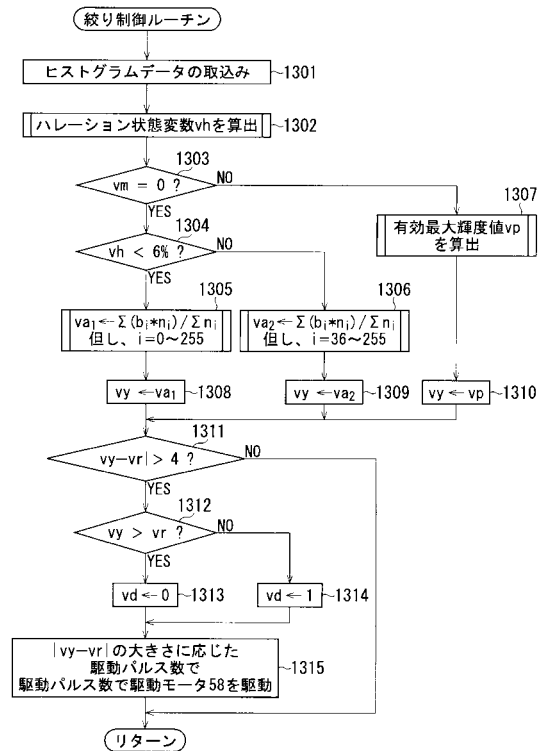 絞り制御ルーチン
ヒストグラムデータの取込み
1301
ハレーション状態変数vhを算出
1302
1303
vm = 0 ?
NO
YES
1304
1307
有効最大輝度値vp
を算出
vh < 6% ?
NO
YES
1305
va₁←Σ(bᵢ*nᵢ)/Σnᵢ
但し、i=0~255
1306
va₂←Σ(bᵢ*nᵢ)/Σnᵢ
但し、i=36~255
vy ←va₁
1308
vy ←va₂
1309
vy ←vp
1310
1311
vy−vr|> 4 ?
NO
YES
1312
vy > vr ?
NO
YES
vd ← 0
1313
vd ← 1
1314
|vy−vr| の大きさに応じた
駆動パルス数で
駆動パルス数で駆動モータ58を駆動
1315
リターン